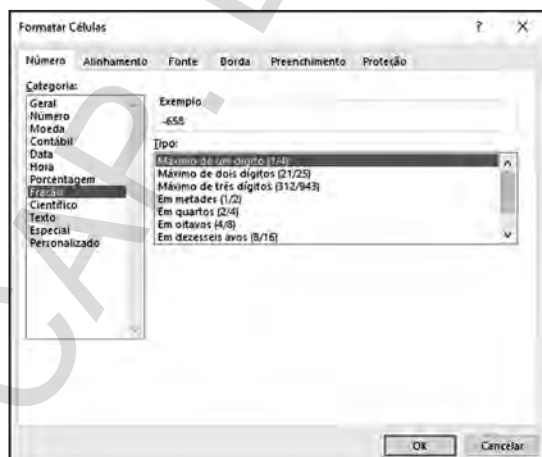 Formatar Células ? X
Número Alinhamento Fonte Borda Preenchimento Proteção
Categoria:
Geral
Número
Moeda
Contábil
Data
Hora
Porcentagem
Fração
Científico
Texto
Especial
Personalizado
Exemplo
-658
Tipo:
Máximo de um dígito (1/4)
Máximo de dois dígitos (21/25)
Máximo de três dígitos (312/943)
Em metades (1/2)
Em quartos (2/4)
Em oitavos (4/8)
Em dezesseis avos (8/16)
OK Cancelar
CAP.